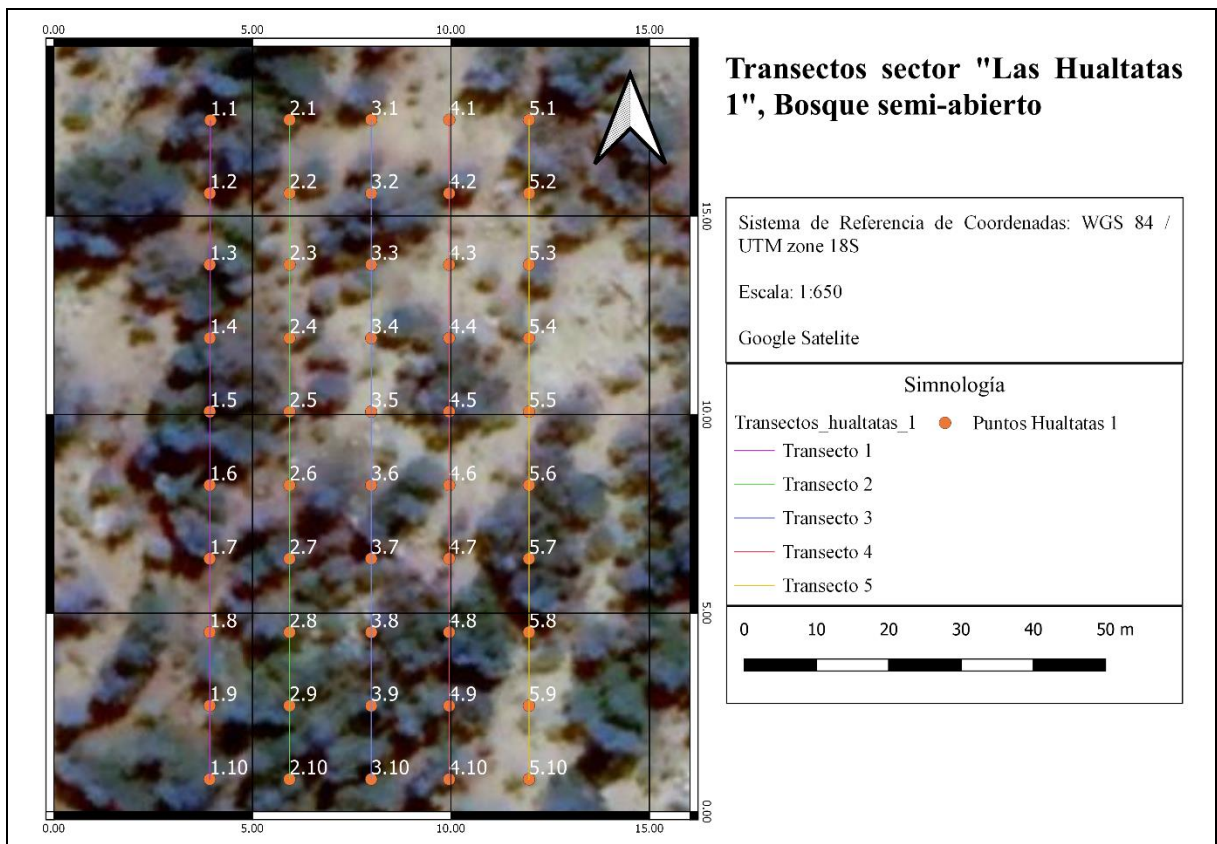 0.00 5.00 10.00 15.00
Transectos sector "Las Hualtatas
1", Bosque semi-abierto
1.1 2.1 3.1 4.1 5.1
1.2 2.2 3.2 4.2 5.2
15.00
1.3 2.3 3.3 4.3 5.3
1.4 2.4 3.4 4.4 5.4
1.5 2.5 3.5 4.5 5.5
10.00
1.6 2.6 3.6 4.6 5.6
1.7 2.7 3.7 4.7 5.7
5.00
1.8 2.8 3.8 4.8 5.8
1.9 2.9 3.9 4.9 5.9
1.10 2.10 3.10 4.10 5.10
0.00
0.00 5.00 10.00 15.00
Sistema de Referencia de Coordenadas: WGS 84 /
UTM zone 18S
Escala: 1:650
Google Satelite
Simnología
Transectos_hualtatas_1 Puntos Hualtatas 1
Transecto 1
Transecto 2
Transecto 3
Transecto 4
Transecto 5
0 10 20 30 40 50 m